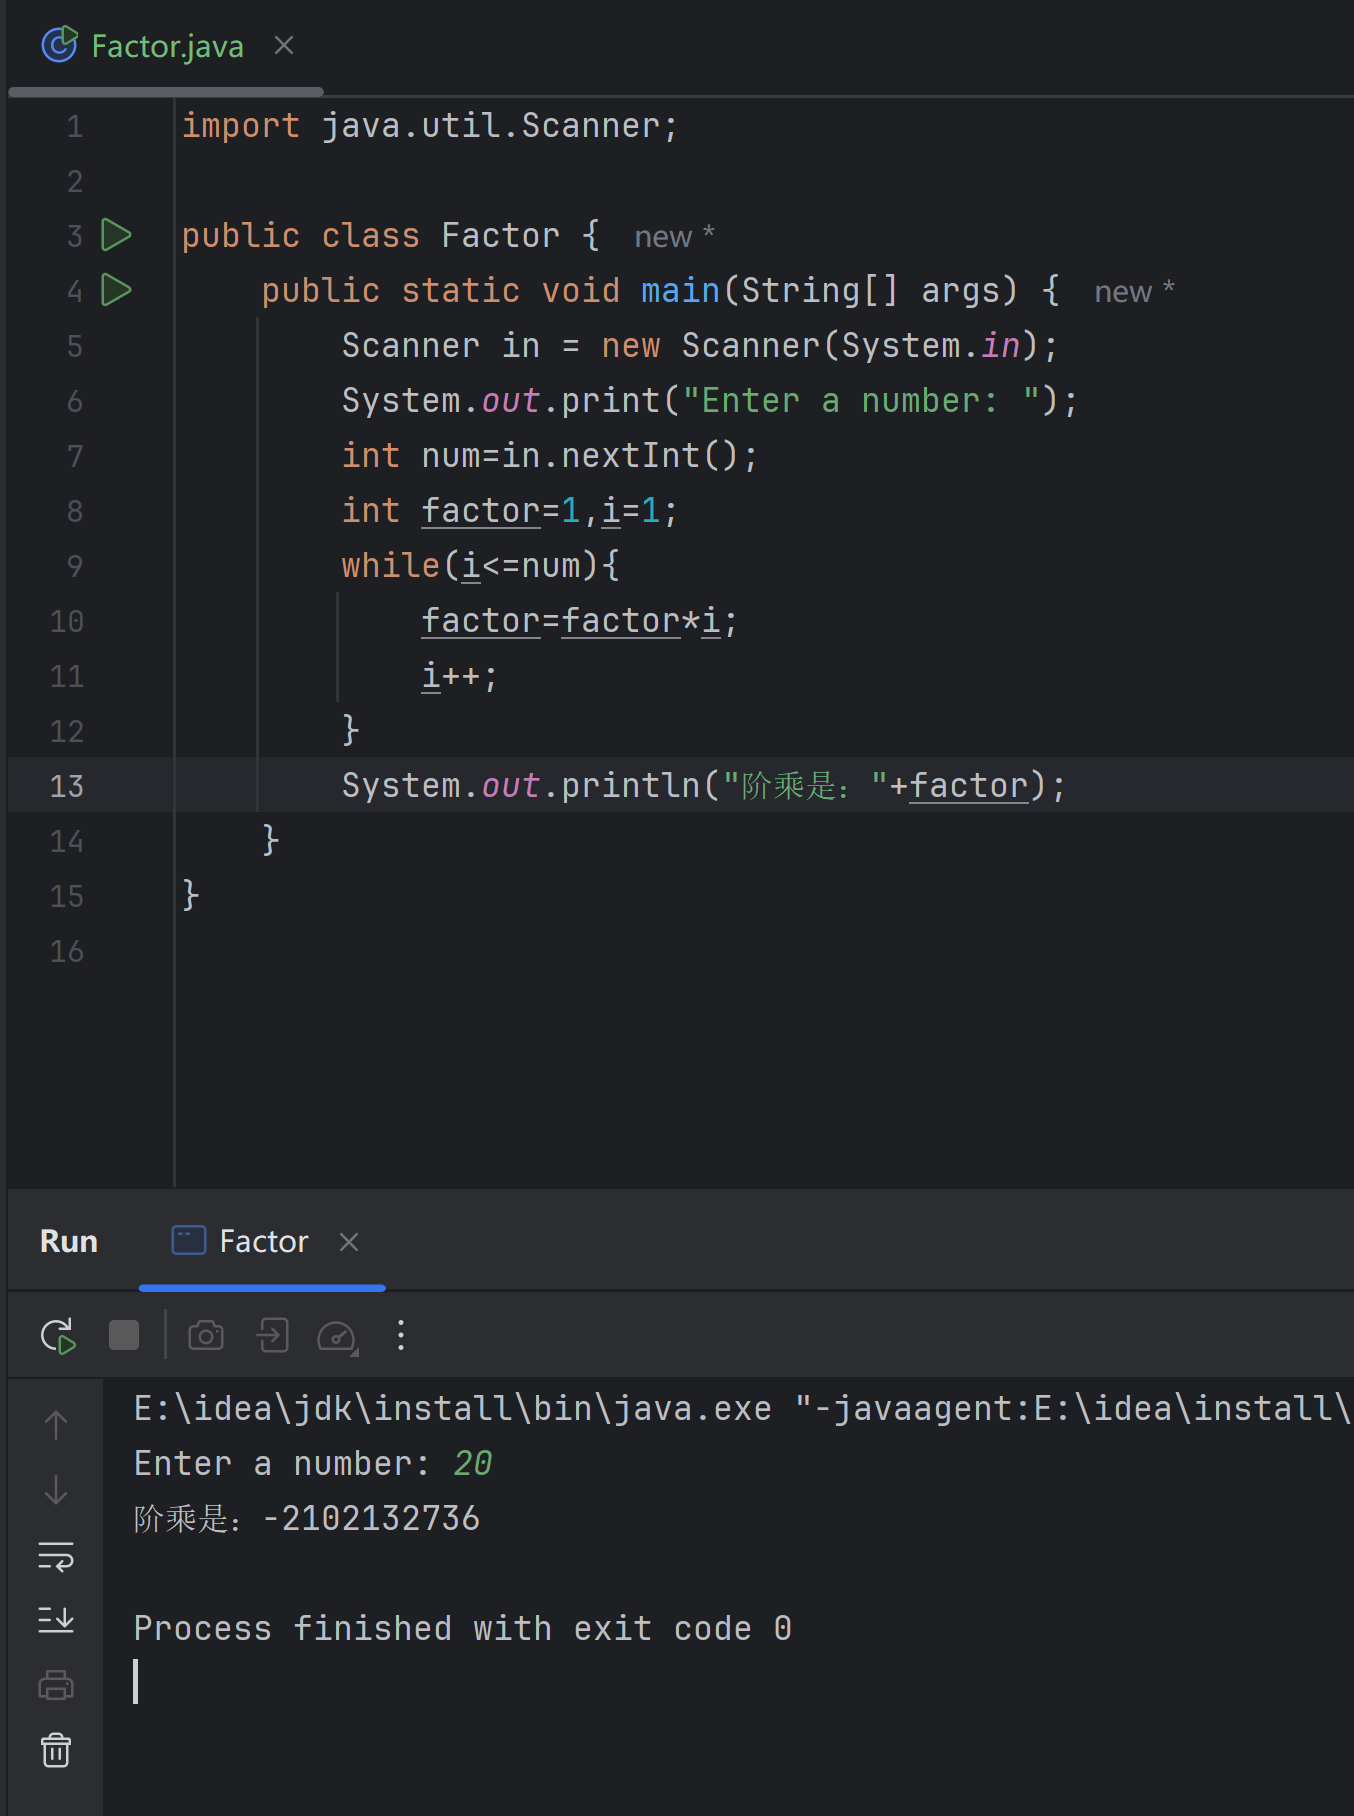 Factor.java
1 import java.util.Scanner;
2
3 public class Factor { new *
4 public static void main(String[] args) { new *
5 Scanner in = new Scanner(System.in);
6 System.out.print("Enter a number: ");
7 int num=in.nextInt();
8 int factor=1,i=1;
9 while(i<=num){
10 factor=factor*i;
11 i++;
12 }
13 System.out.println("阶乘是："+factor);
14 }
15 }
16
Run Factor
E:\idea\jdk\install\bin\java.exe "-javaagent:E:\idea\install\
Enter a number: 20
阶乘是：-2102132736
Process finished with exit code 0